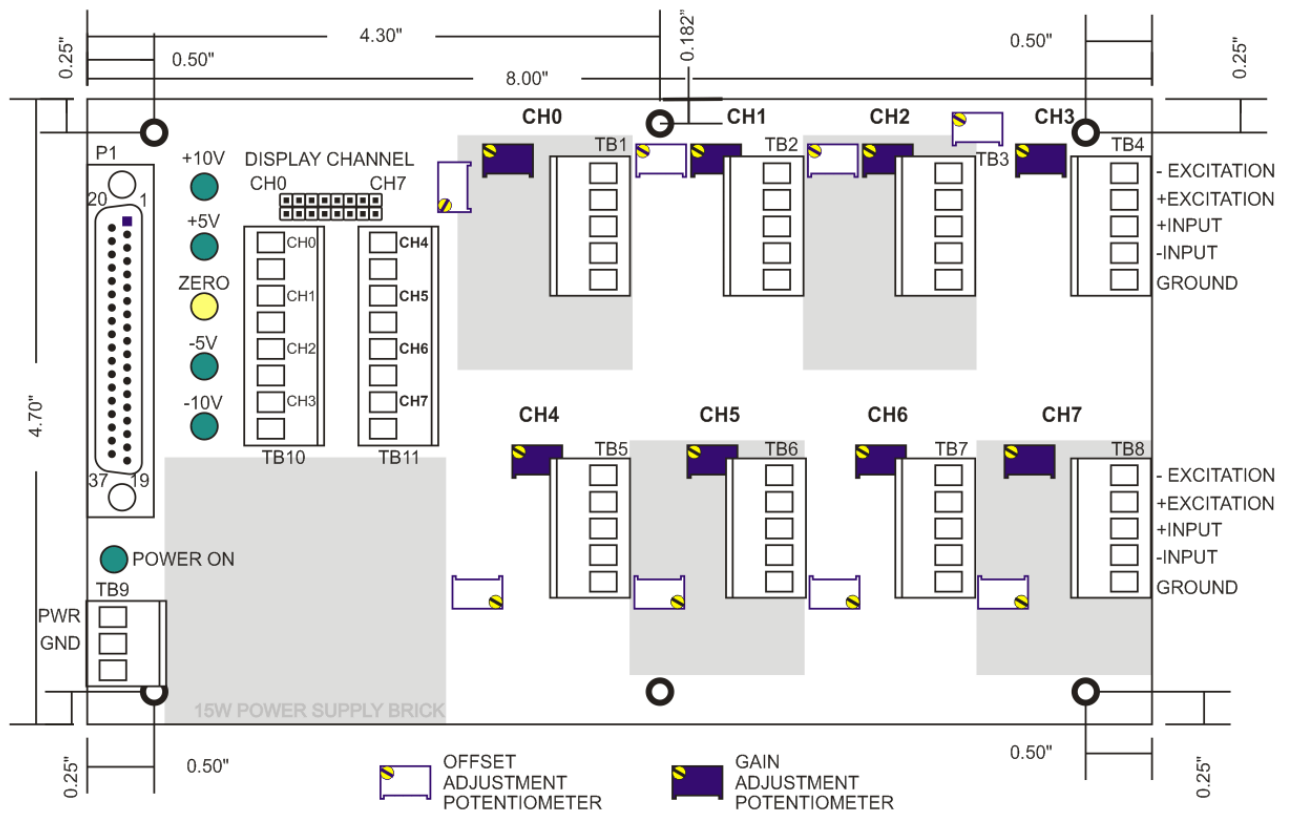 4.30"
0.182"
0.25"
0.50"
0.50"
0.25"
8.00"
CH0
CH1
CH2
CH3
P1
+10V
DISPLAY CHANNEL
TB1
TB2
TB3
TB4
CH0
CH7
- EXCITATION
20
1
+EXCITATION
+5V
+INPUT
CH0
CH4
-INPUT
ZERO
GROUND
CH1
CH5
-5V
CH2
CH6
-10V
CH3
CH7
4.70"
CH4
CH5
CH6
CH7
TB10
TB11
TB5
TB6
TB7
TB8
37
19
- EXCITATION
+EXCITATION
+INPUT
POWER ON
-INPUT
TB9
GROUND
PWR
GND
15W POWER SUPPLY BRICK
0.25"
0.50"
0.50"
0.25"
OFFSET
ADJUSTMENT
POTENTIOMETER
GAIN
ADJUSTMENT
POTENTIOMETER